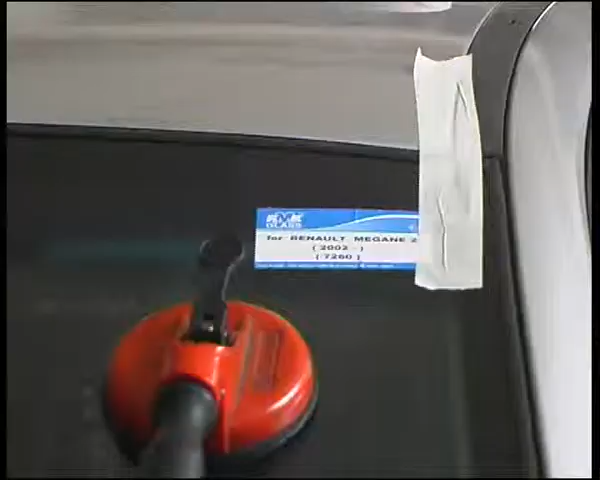 KMK
GLASS
for RENAULT MEGANE 2
( 2002 - )
( 7260 )